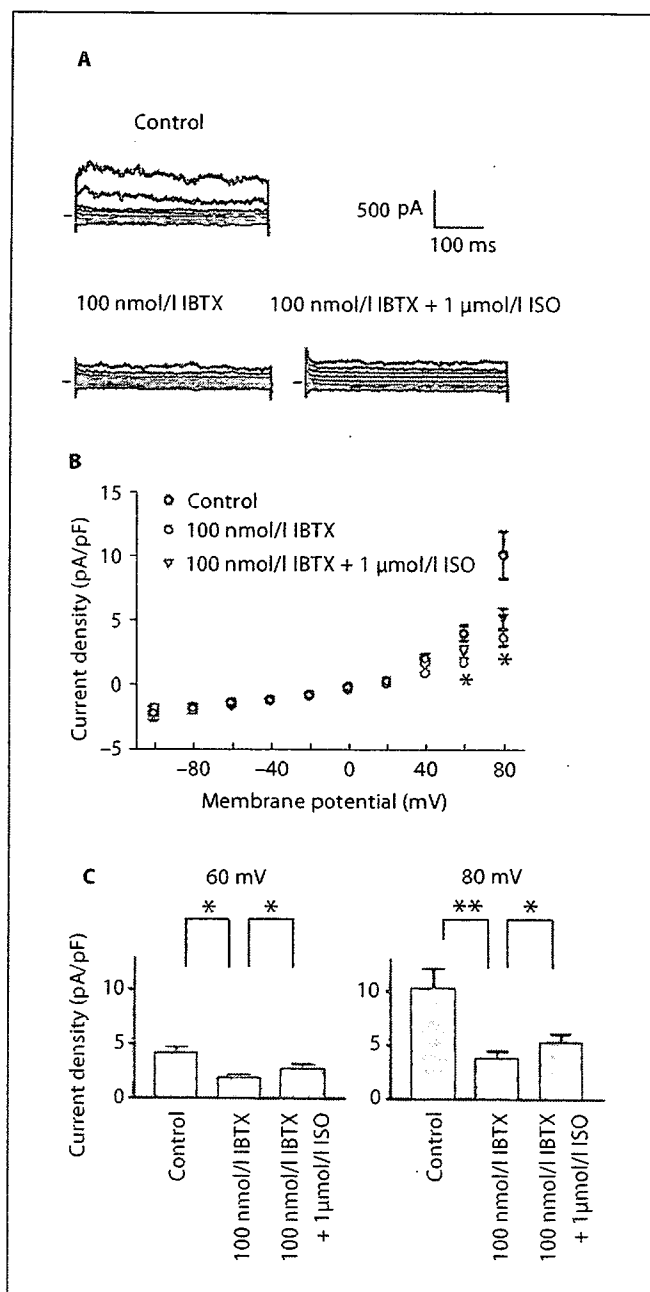 A
Control
500 pA
100 ms
100 nmol/l IBTX
100 nmol/l IBTX + 1 µmol/l ISO
B
Current density (pA/pF)
15
10
5
0
−5
Control
100 nmol/l IBTX
100 nmol/l IBTX + 1 µmol/l ISO
*
*
−80
−40
0
40
80
Membrane potential (mV)
C
60 mV
80 mV
*
*
**
*
Current density (pA/pF)
10
5
0
10
5
0
Control
100 nmol/l IBTX
100 nmol/l IBTX
+ 1µmol/l ISO
Control
100 nmol/l IBTX
100 nmol/l IBTX
+ 1µmol/l ISO